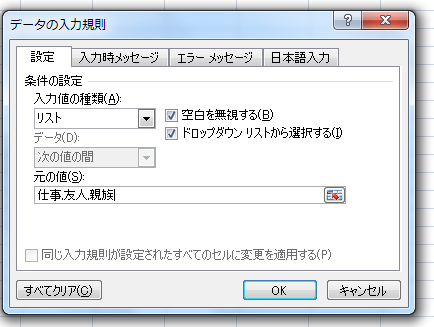 データの入力規則
設定 入力時メッセージ エラー メッセージ 日本語入力
条件の設定
入力値の種類(A):
リスト
空白を無視する(B)
ドロップダウン リストから選択する(I)
データ(D):
次の値の間
元の値(S):
仕事,友人,親族
同じ入力規則が設定されたすべてのセルに変更を適用する(P)
すべてクリア(C) OK キャンセル